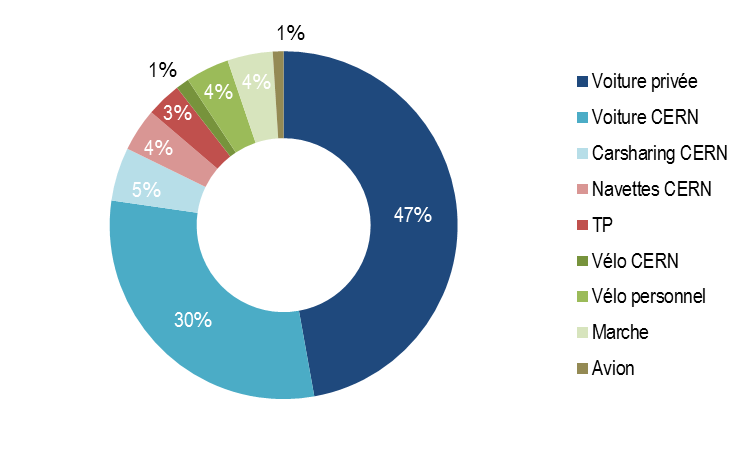 1%
1%
4%
4%
3%
4%
5%
47%
30%
Voiture privée
Voiture CERN
Carsharing CERN
Navettes CERN
TP
Vélo CERN
Vélo personnel
Marche
Avion